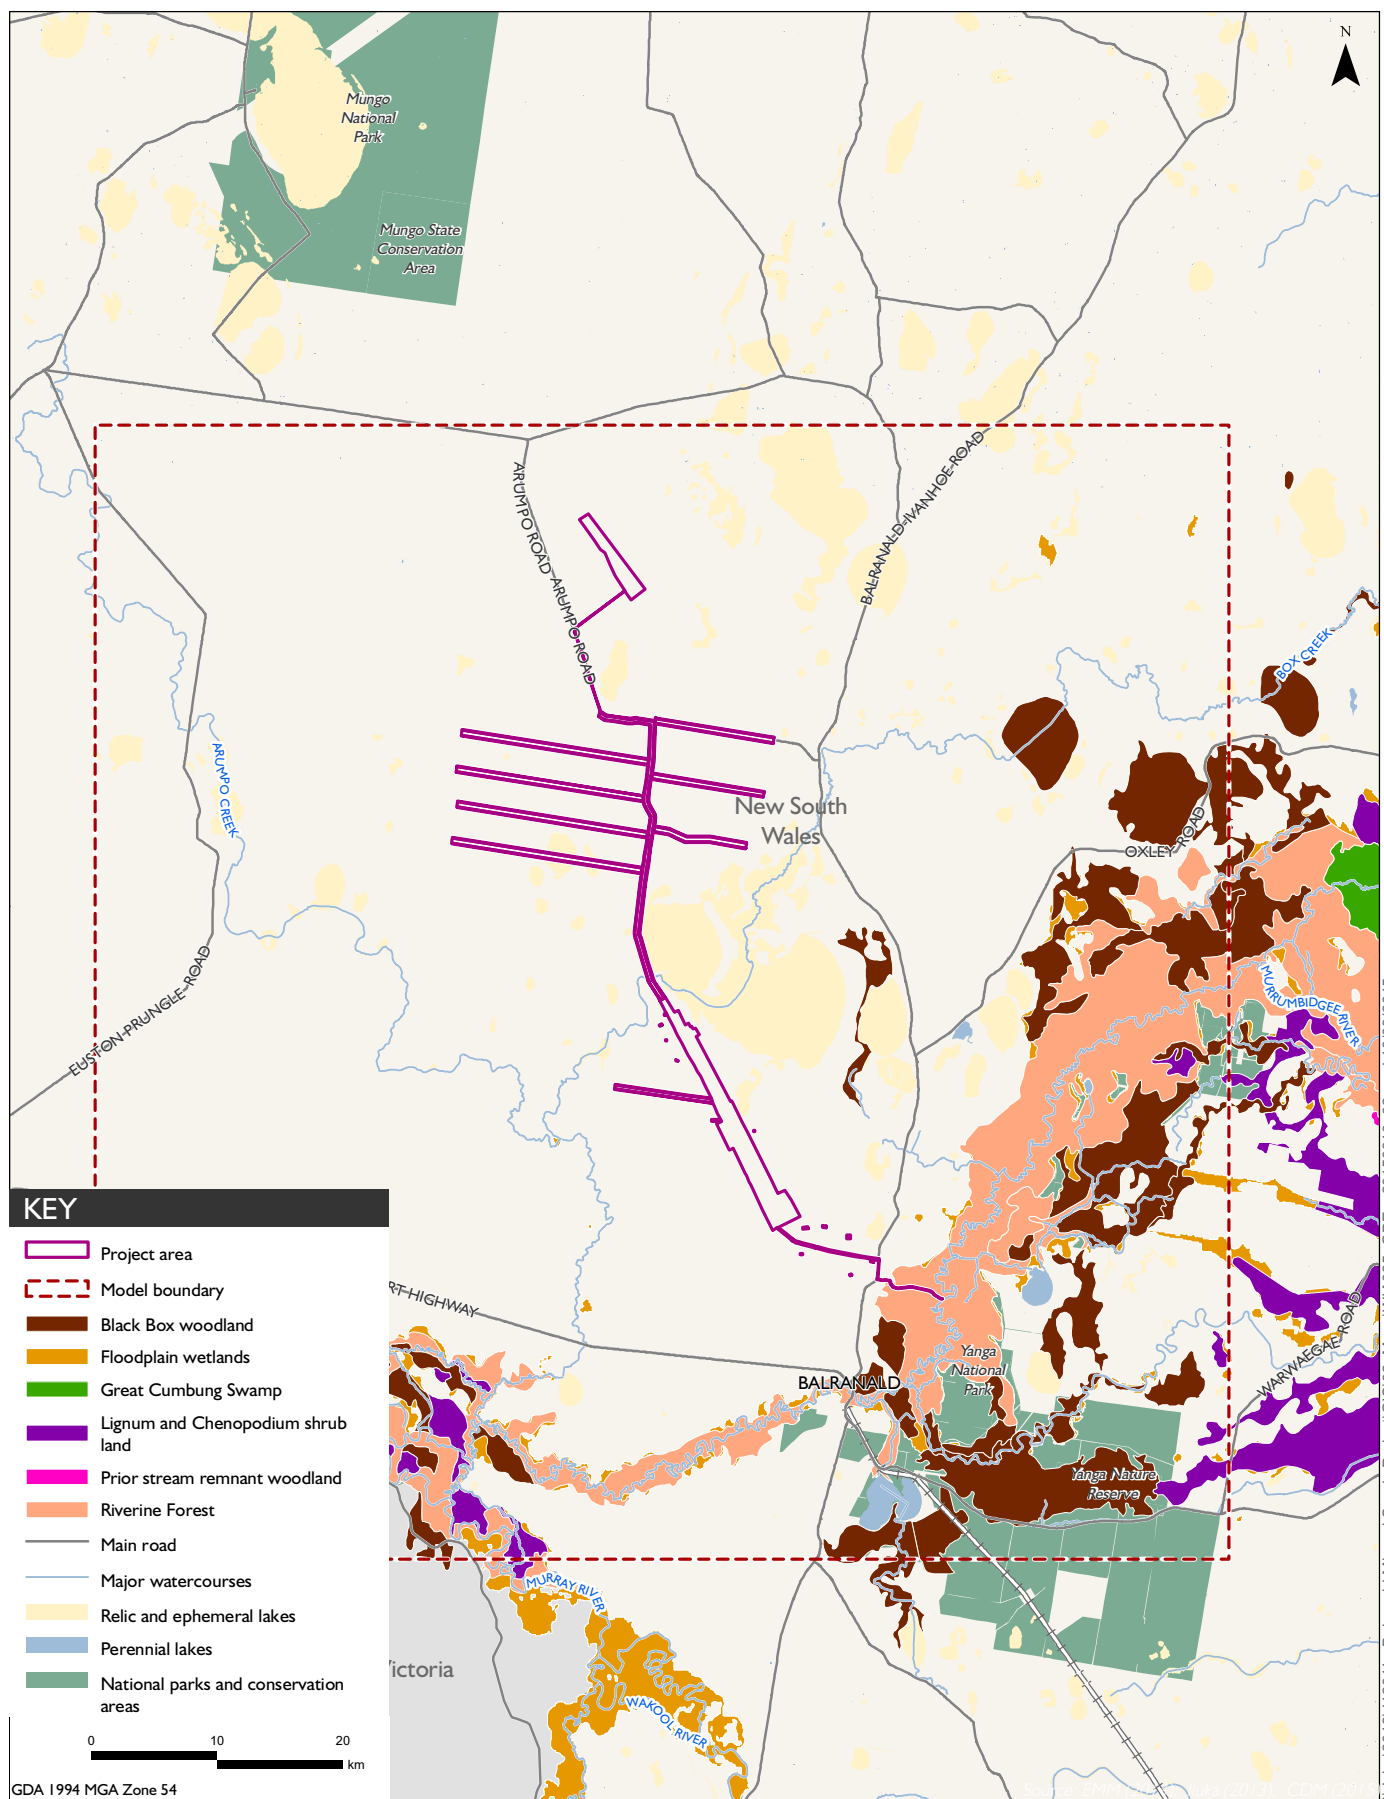 N
Mungo
National
Park
Mungo State
Conservation
Area
ARUMPO ROAD
ARUMPO ROAD
BALRANALD-IVANHOE-ROAD
BOX CREEK
ARUMPO CREEK
New South
Wales
OXLEY ROAD
EUSTON-PRUNGLE-ROAD
MURRUMBIDGEE RIVER
WARWAEGAE ROAD
RT HIGHWAY
Yanga
National
Park
BALRANALD
Yanga Nature
Reserve
MURRAY RIVER
WAKOOL RIVER
ictoria
KEY
Project area
Model boundary
Black Box woodland
Floodplain wetlands
Great Cumbung Swamp
Lignum and Chenopodium shrub
land
Prior stream remnant woodland
Riverine Forest
Main road
Major watercourses
Relic and ephemeral lakes
Perennial lakes
National parks and conservation
areas
0 10 20
km
GDA 1994 MGA Zone 54